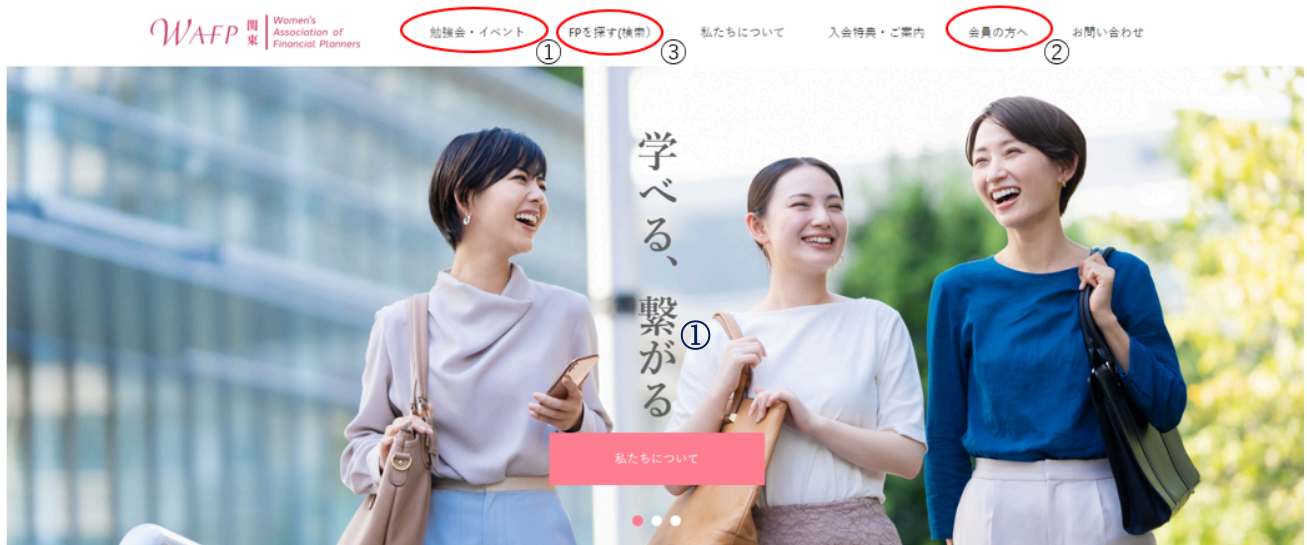 WAFP 関東
Women's
Association of
Financial Planners
勉強会・イベント
①
FPを探す(検索)
③
私たちについて
入会特典・ご案内
会員の方へ
②
お問い合わせ
学べる、繋がる
①
私たちについて